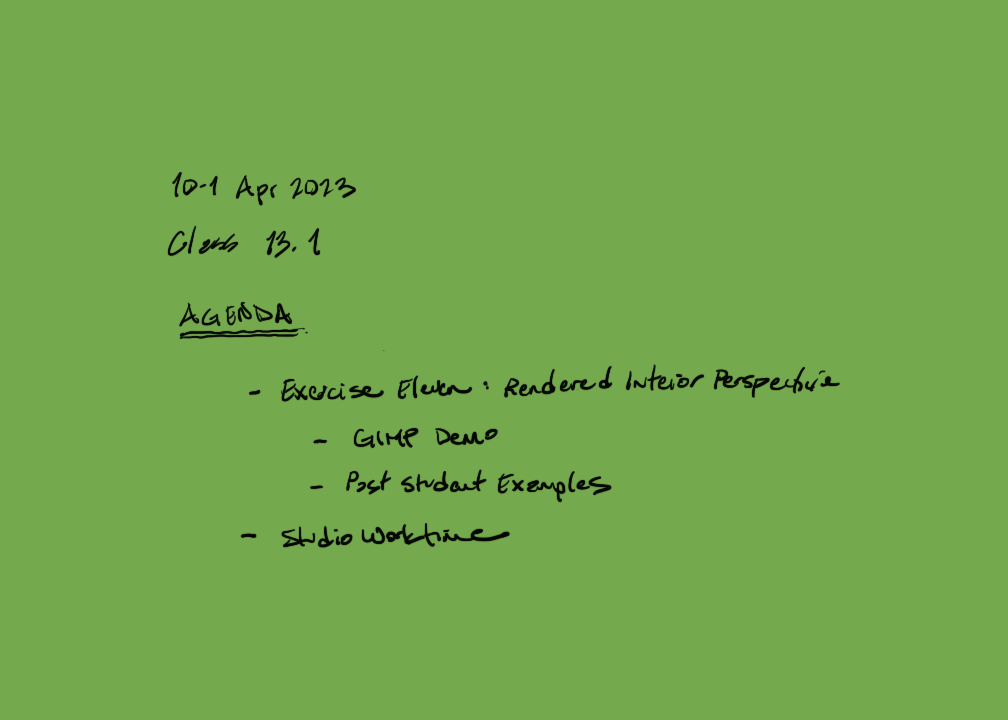 10-1 Apr 2023
Class 13.1
AGENDA
- Exercise Eleven: Rendered Interior Perspective
- GIMP Demo
- Past Student Examples
- Studio Worktime